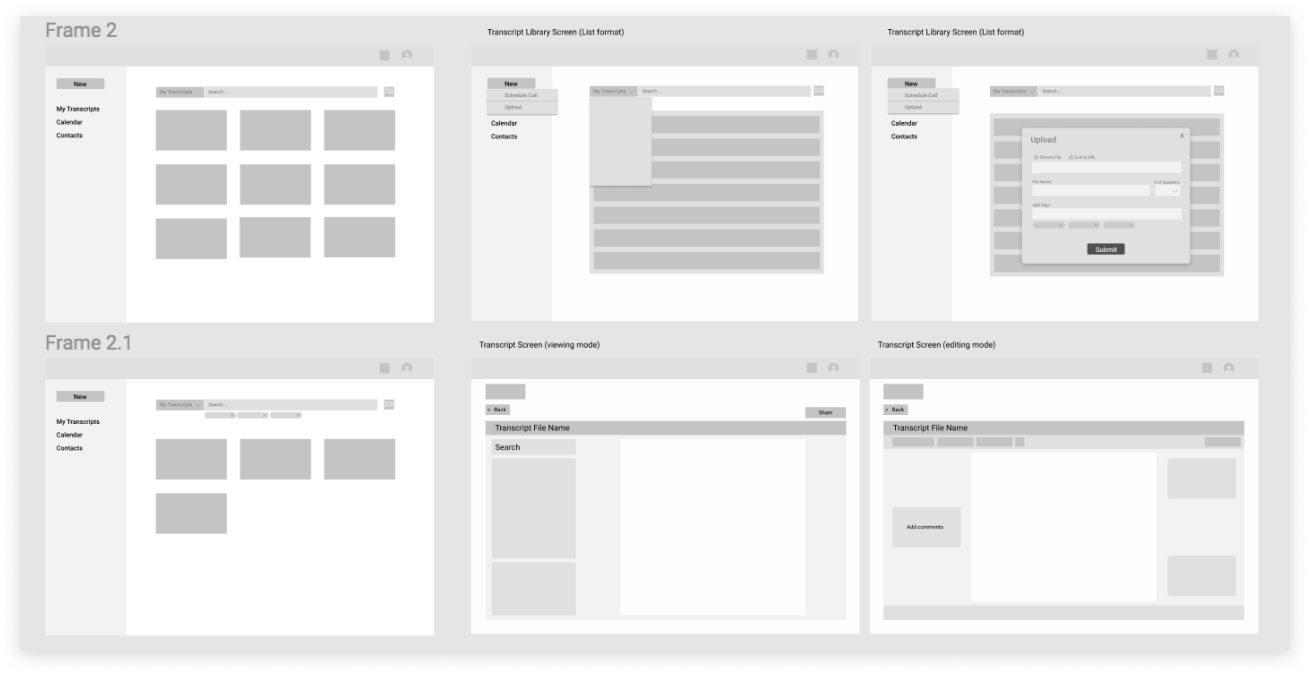 Frame 2
New
My Transcripts
Calendar
Contacts
My Transcripts
Search...
Transcript Library Screen (List format)
New
Schedule Call
Upload
Calendar
Contacts
My Transcripts
Search...
Transcript Library Screen (List format)
New
Schedule Call
Upload
Calendar
Contacts
My Transcripts
Search...
Upload
X
Choose File
Link to URL
File Name
# of Speakers
Add Tags
Submit
Frame 2.1
New
My Transcripts
Calendar
Contacts
My Transcripts
Search...
Transcript Screen (viewing mode)
< Back
Share
Transcript File Name
Search
Transcript Screen (editing mode)
< Back
Transcript File Name
Add comments